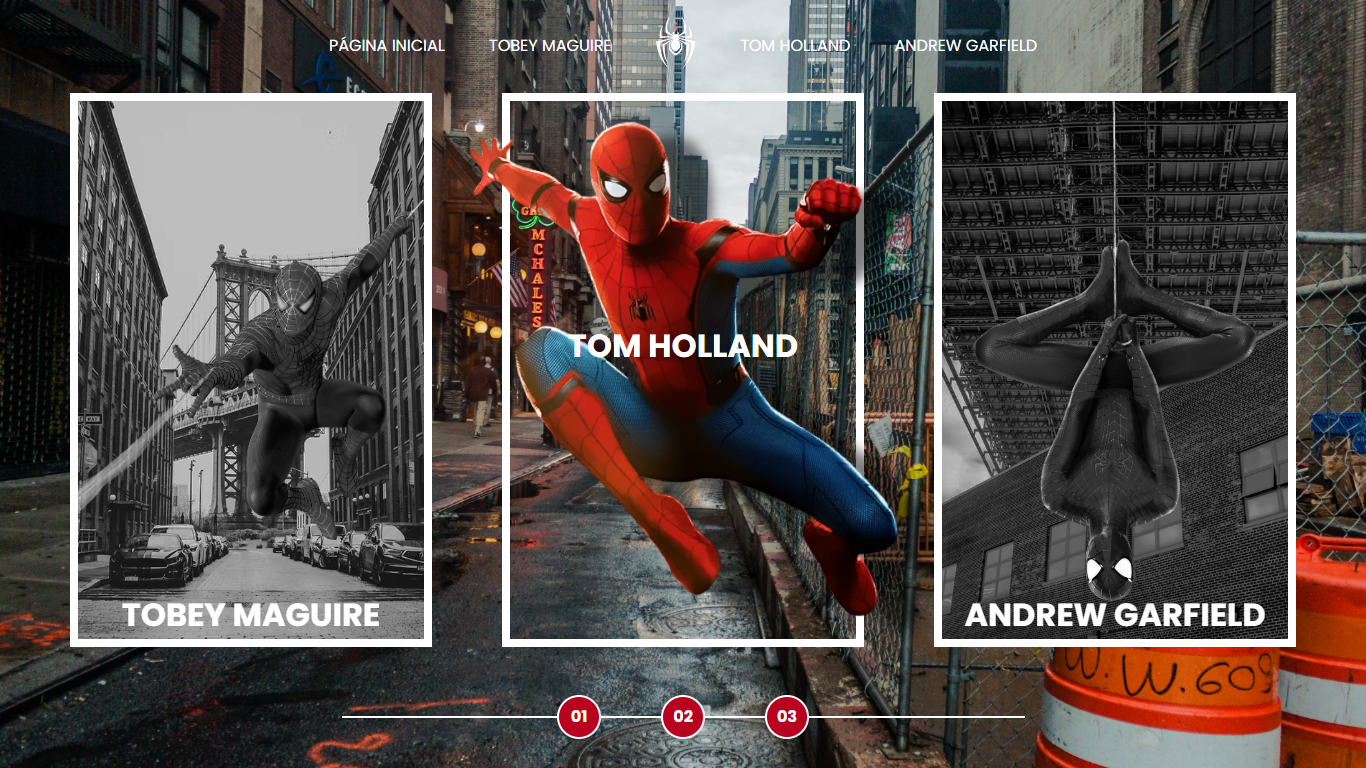 PÁGINA INICIAL
TOBEY MAGUIRE
TOM HOLLAND
ANDREW GARFIELD
MCHALES
TOM HOLLAND
TOBEY MAGUIRE
ANDREW GARFIELD
W.W.609
01
02
03